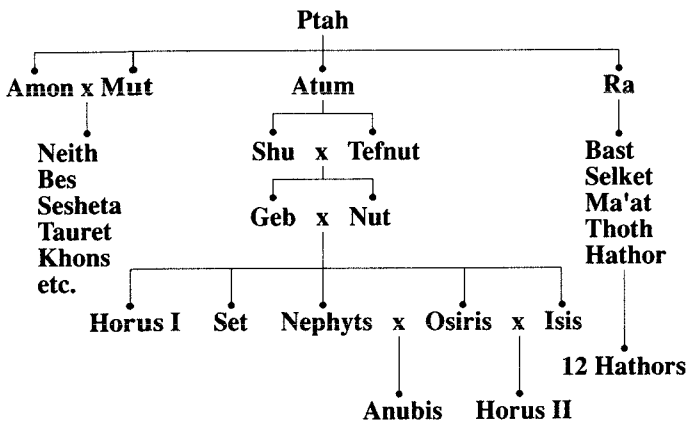 Ptah
Amon x Mut Atum Ra
Neith
Bes
Sesheta
Tauret
Khons
etc.
Shu x Tefnut
Geb x Nut
Bast
Selket
Ma'at
Thoth
Hathor
Horus I Set Nephyts x Osiris x Isis
12 Hathors
Anubis Horus II